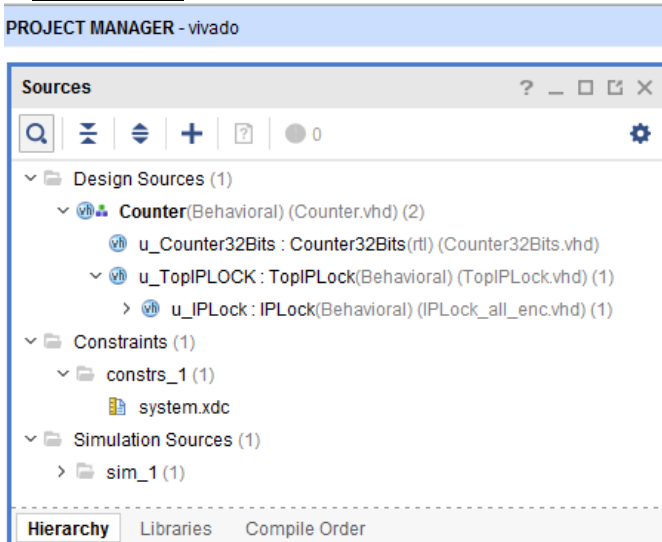 PROJECT MANAGER - vivado
Sources
? _
0
Design Sources (1)
Counter(Behavioral) (Counter.vhd) (2)
u_Counter32Bits : Counter32Bits(rtl) (Counter32Bits.vhd)
u_TopIPLOCK : TopIPLock(Behavioral) (TopIPLock.vhd) (1)
u_IPLock : IPLock(Behavioral) (IPLock_all_enc.vhd) (1)
Constraints (1)
constrs_1 (1)
system.xdc
Simulation Sources (1)
sim_1 (1)
Hierarchy Libraries Compile Order